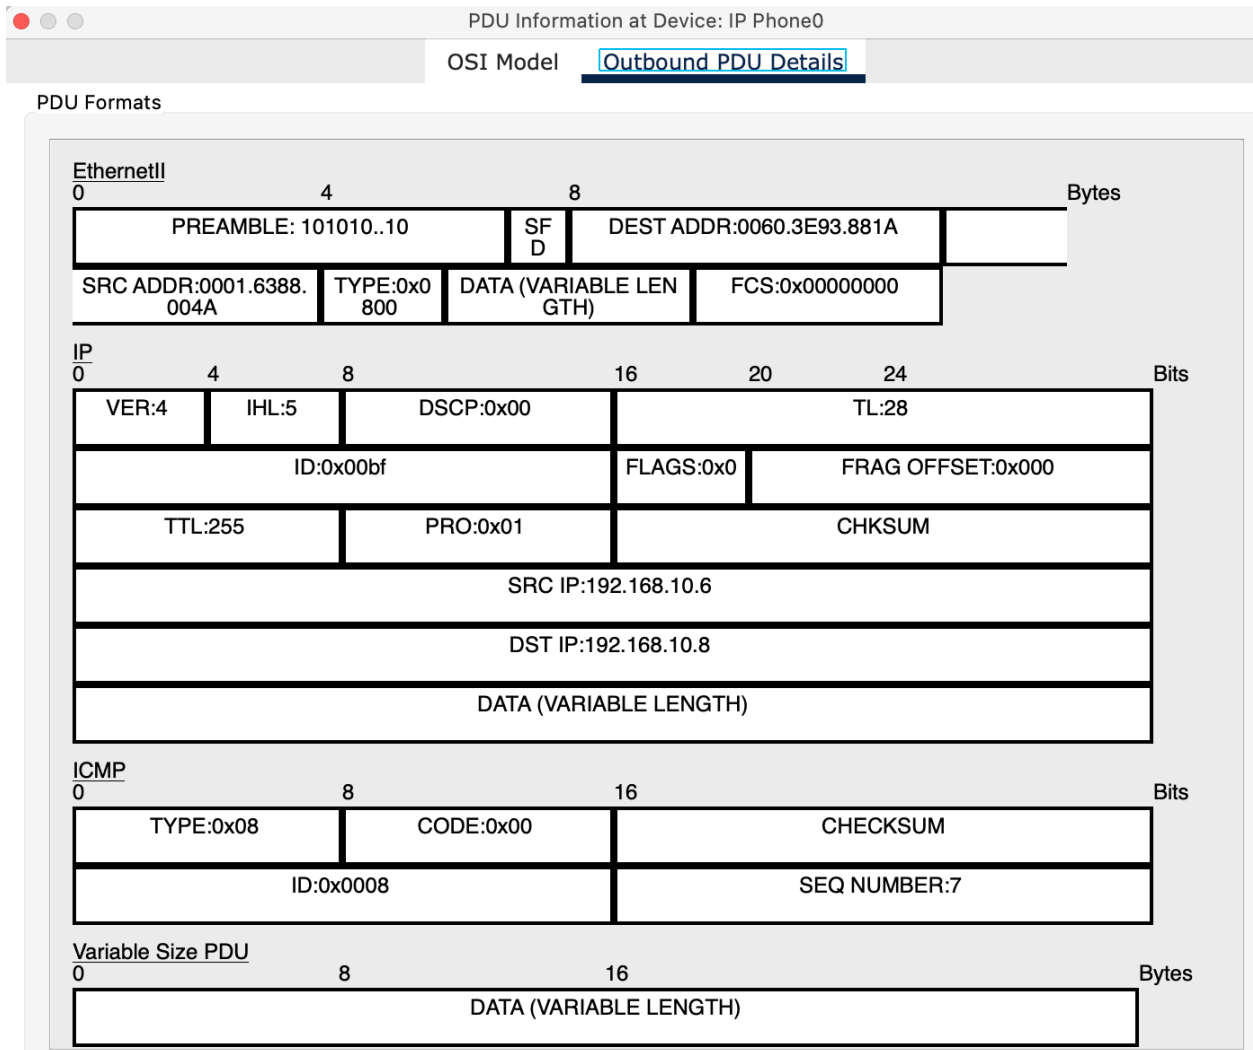 PDU Information at Device: IP Phone0
OSI Model Outbound PDU Details
PDU Formats
EthernetII
0 4 8 Bytes
PREAMBLE: 101010..10 SF DEST ADDR:0060.3E93.881A
D
SRC ADDR:0001.6388. TYPE:0x0 DATA (VARIABLE LEN FCS:0x00000000
004A 800 GTH)
IP
0 4 8 16 20 24 Bits
VER:4 IHL:5 DSCP:0x00 TL:28
ID:0x00bf FLAGS:0x0 FRAG OFFSET:0x000
TTL:255 PRO:0x01 CHKSUM
SRC IP:192.168.10.6
DST IP:192.168.10.8
DATA (VARIABLE LENGTH)
ICMP
0 8 16 Bits
TYPE:0x08 CODE:0x00 CHECKSUM
ID:0x0008 SEQ NUMBER:7
Variable Size PDU
0 8 16 Bytes
DATA (VARIABLE LENGTH)